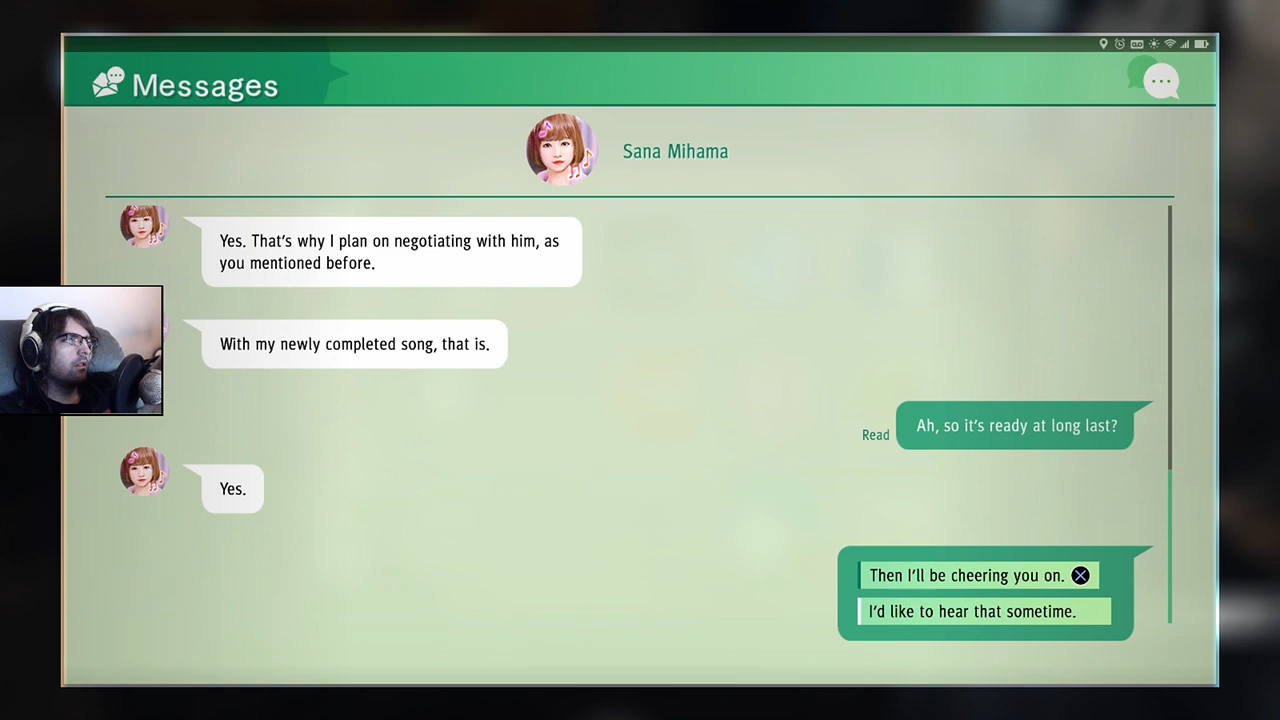 Messages
Sana Mihama
Yes. That's why I plan on negotiating with him, as
you mentioned before.
With my newly completed song, that is.
Read
Ah, so it's ready at long last?
Yes.
Then I'll be cheering you on.
I'd like to hear that sometime.